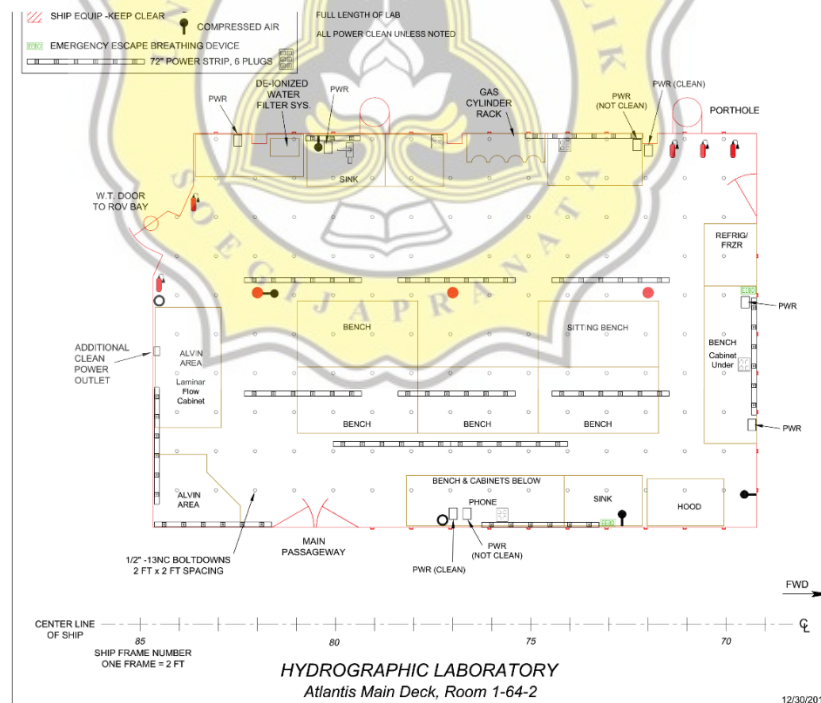 SHIP EQUIP -KEEP CLEAR
COMPRESSED AIR
FULL LENGTH OF LAB
ALL POWER CLEAN UNLESS NOTED
EMERGENCY ESCAPE BREATHING DEVICE
72" POWER STRIP, 6 PLUGS
PWR
DE-IONIZED
WATER
FILTER SYS.
PWR
GAS
CYLINDER
RACK
PWR
(NOT CLEAN)
PWR (CLEAN)
PORTHOLE
SINK
W.T. DOOR
TO ROV BAY
SOEGIJAPRANATA
REFRIG/
FRZR
PWR
BENCH
SITTING BENCH
ADDITIONAL
CLEAN
POWER
OUTLET
ALVIN
AREA
Laminar
Flow
Cabinet
BENCH
Cabinet
Under
BENCH
BENCH
BENCH
PWR
ALVIN
AREA
BENCH & CABINETS BELOW
PHONE
SINK
HOOD
1/2" -13NC BOLTDOWNS
2 FT x 2 FT SPACING
MAIN
PASSAGEWAY
PWR (CLEAN)
PWR
(NOT CLEAN)
FWD
CENTER LINE
OF SHIP
85
80
75
70
SHIP FRAME NUMBER
ONE FRAME = 2 FT
HYDROGRAPHIC LABORATORY
Atlantis Main Deck, Room 1-64-2